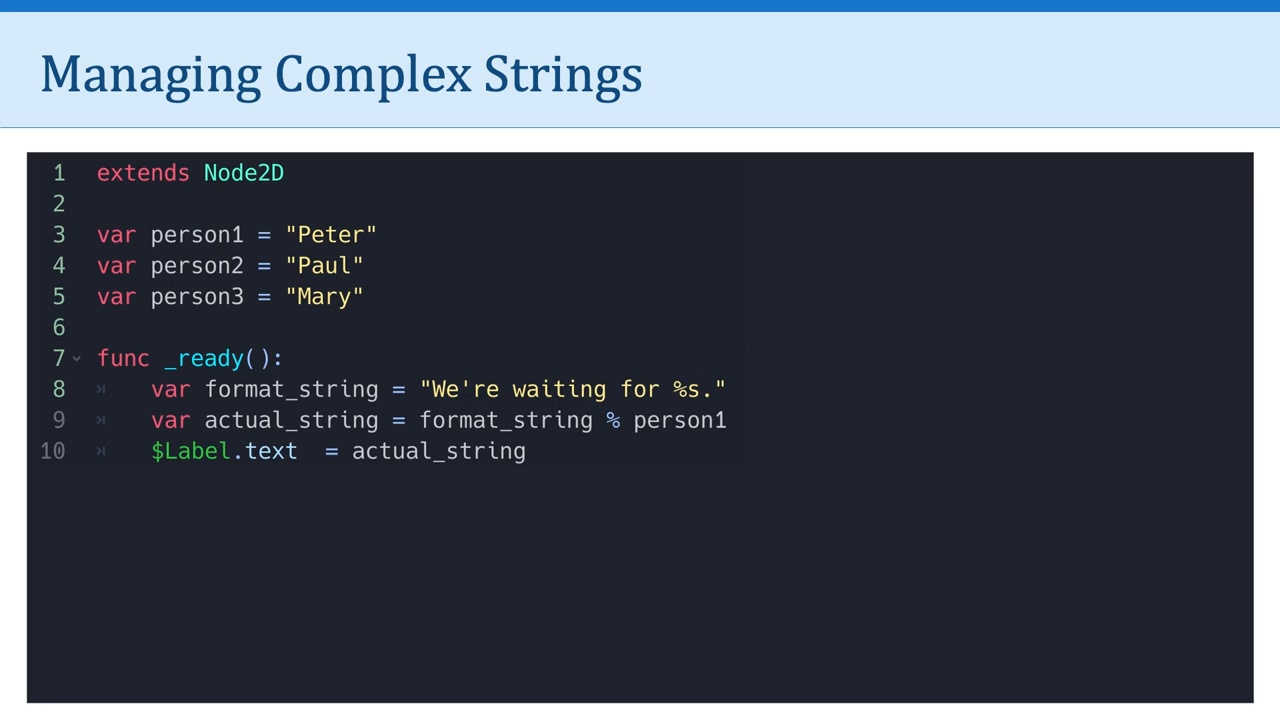 Managing Complex Strings
1 extends Node2D
2
3 var person1 = "Peter"
4 var person2 = "Paul"
5 var person3 = "Mary"
6
7 func _ready():
8 var format_string = "We're waiting for %s."
9 var actual_string = format_string % person1
10 $Label.text  = actual_string